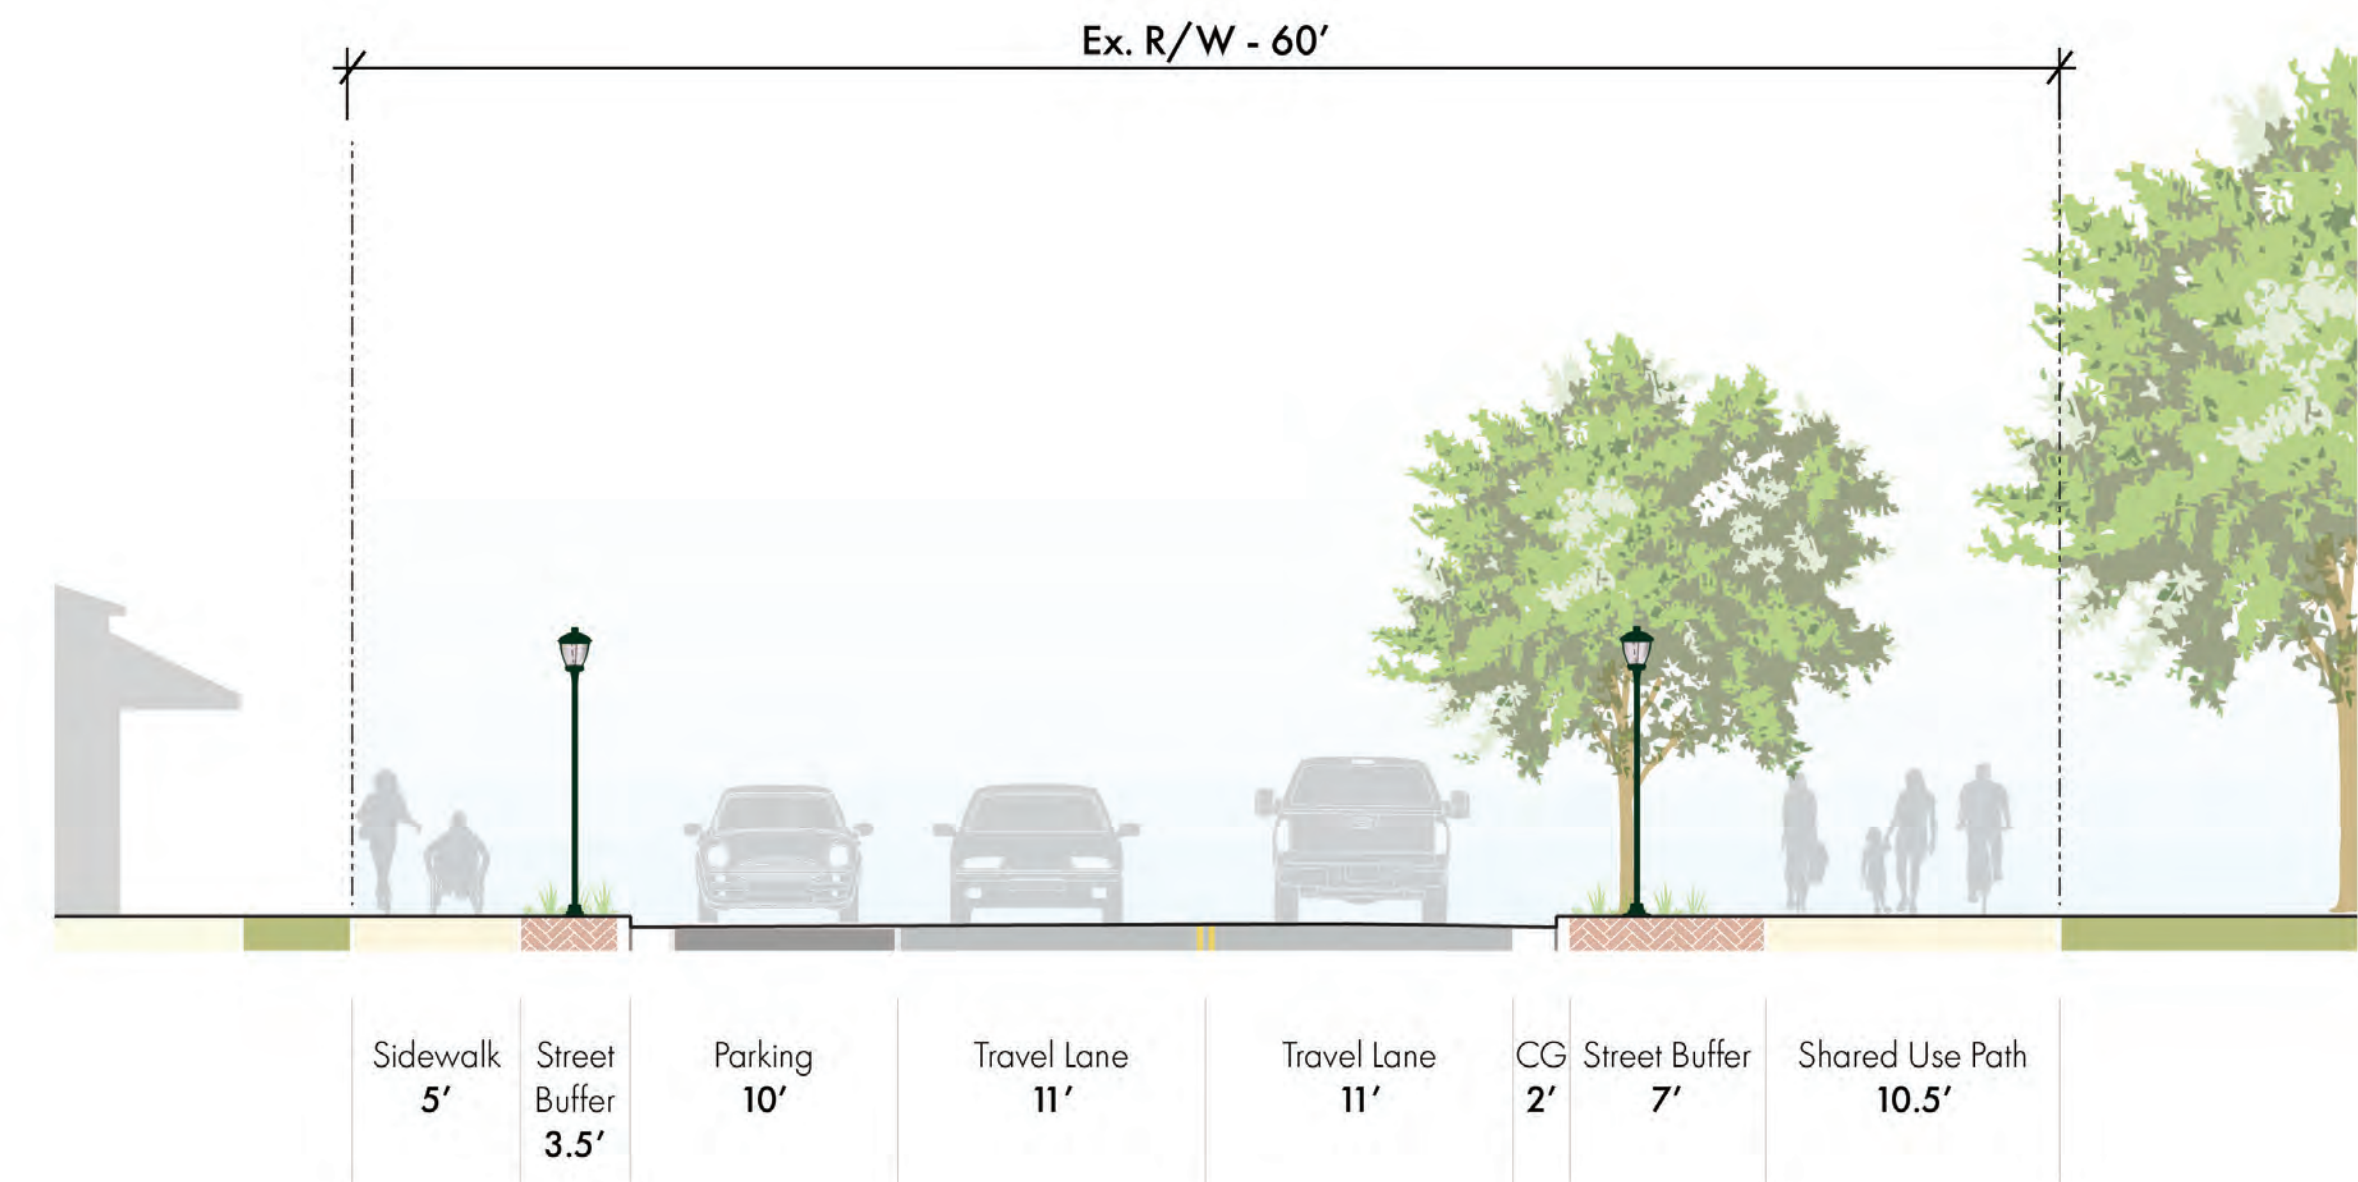 Ex. R/W - 60’
Sidewalk
5’
Street
Buffer
3.5’
Parking
10’
Travel Lane
11’
Travel Lane
11’
CG
2’
Street Buffer
7’
Shared Use Path
10.5’